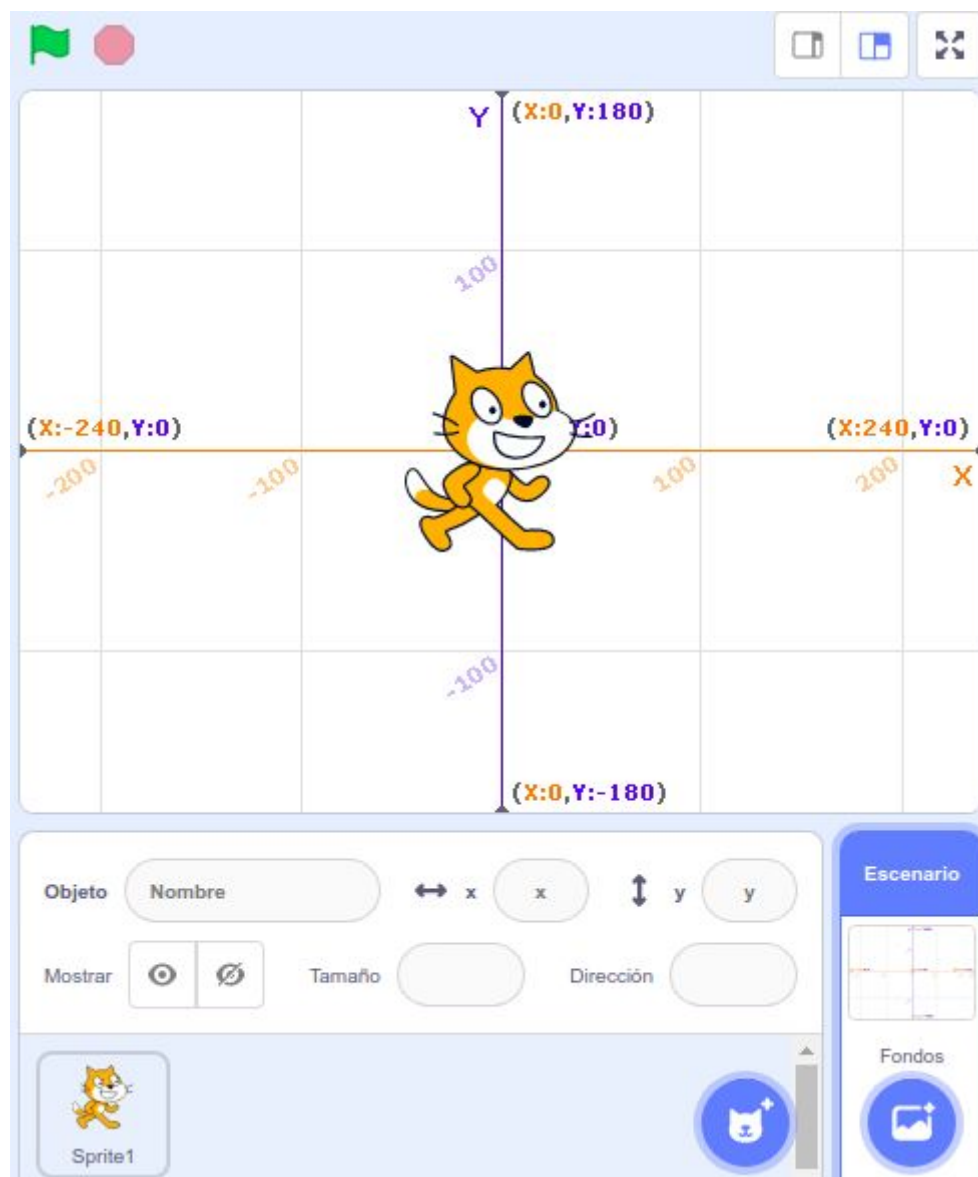 Y (X:0,Y:180)
100
(X:-240,Y:0) :0) (X:240,Y:0)
-200 -100 100 200 X
-100
(X:0,Y:-180)
Objeto Nombre x x y y
Escenario
Mostrar Tamaño Dirección
Fondos
Sprite1